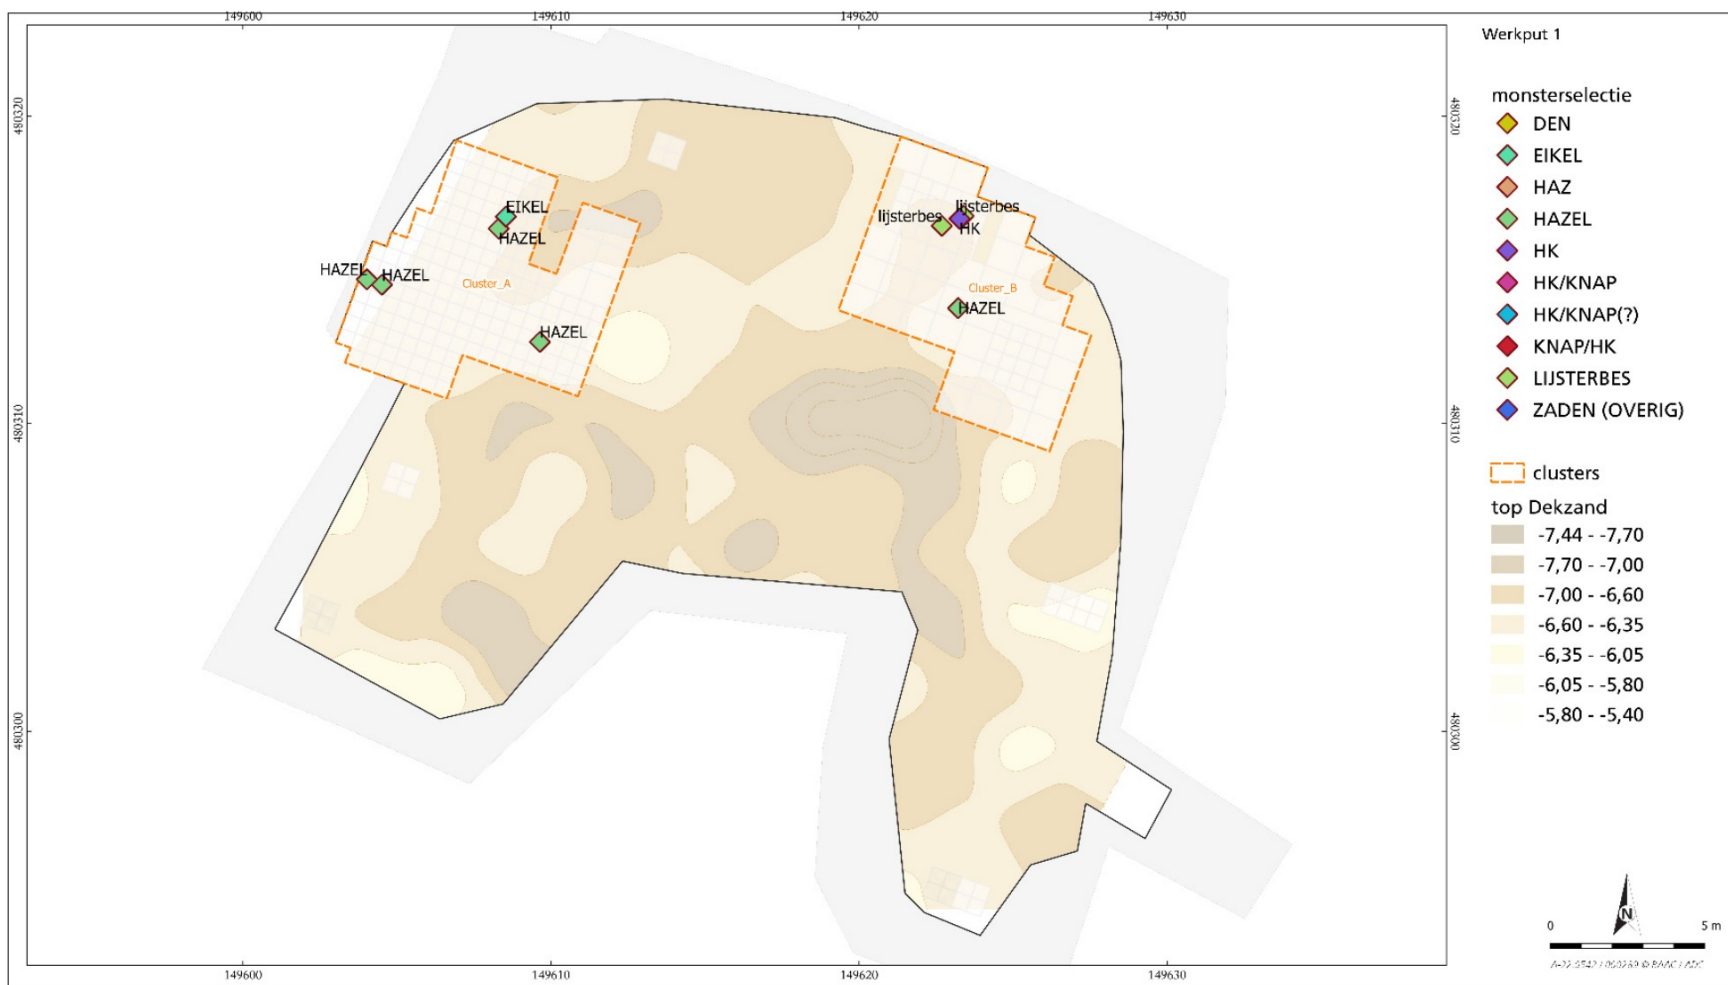 149600 149610 149620 149630
Werkput 1
480320 480320
480310 480310
480300 480300
EIKEL
HAZEL
HAZEL HAZEL
Cluster_A
HAZEL
lijsterbes lijsterbes
HK
Cluster_B
HAZEL
monsterselectie
DEN
EIKEL
HAZ
HAZEL
HK
HK/KNAP
HK/KNAP(?)
KNAP/HK
LIJSTERBES
ZADEN (OVERIG)
clusters
top Dekzand
-7,44 - -7,70
-7,70 - -7,00
-7,00 - -6,60
-6,60 - -6,35
-6,35 - -6,05
-6,05 - -5,80
-5,80 - -5,40
N
0 5 m
149600 149610 149620 149630